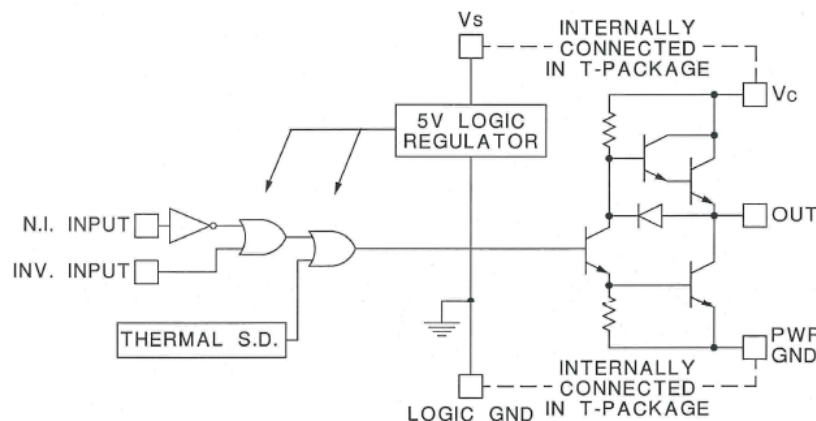 Vs
INTERNALLY
CONNECTED
IN T-PACKAGE
Vc
5V LOGIC
REGULATOR
N.I. INPUT
OUT
INV. INPUT
THERMAL S.D.
PWR
GND
LOGIC GND
INTERNALLY
CONNECTED
IN T-PACKAGE